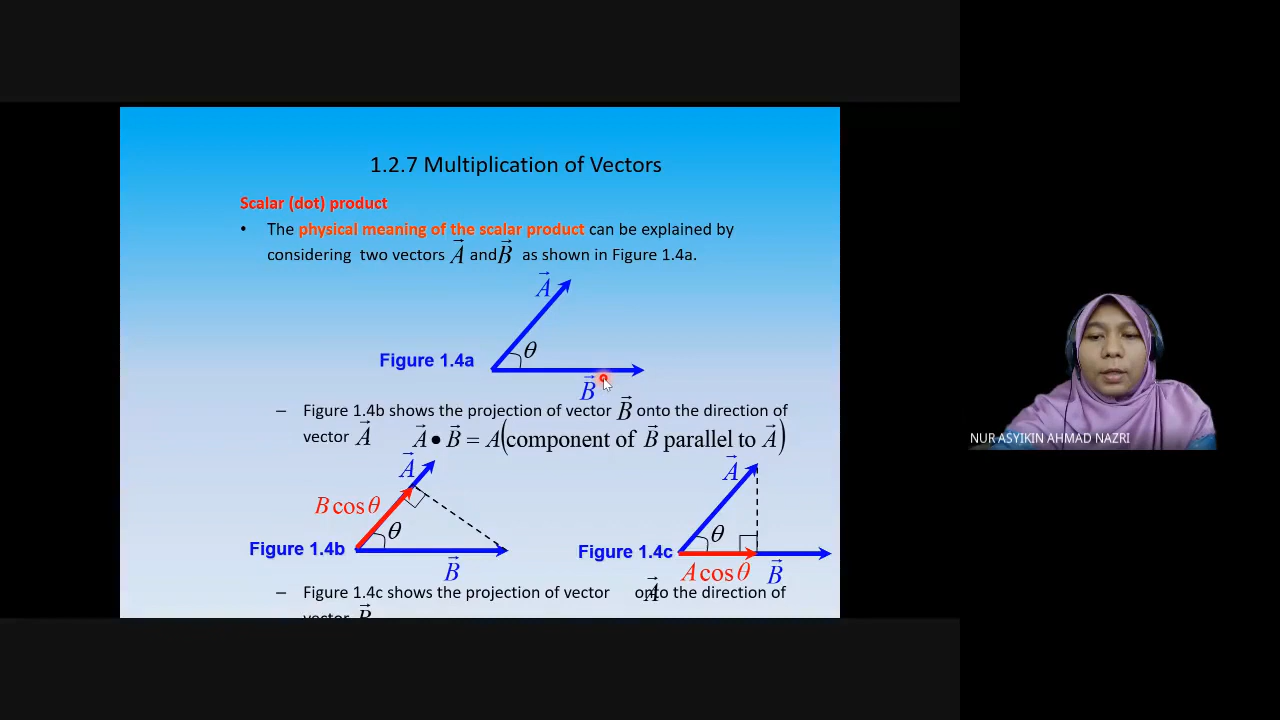 1.2.7 Multiplication of Vectors
Scalar (dot) product
• The physical meaning of the scalar product can be explained by
considering two vectors A⃗ and B⃗ as shown in Figure 1.4a.
A⃗
θ
Figure 1.4a
B⃗
– Figure 1.4b shows the projection of vector B⃗ onto the direction of
vector A⃗ A⃗ • B⃗ = A(component of B⃗ parallel to A⃗)
A⃗
B cos θ
θ
Figure 1.4b
B⃗
A⃗
θ
Figure 1.4c
A cos θ B⃗
– Figure 1.4c shows the projection of vector A⃗ onto the direction of
vector B⃗
NUR ASYIKIN AHMAD NAZRI